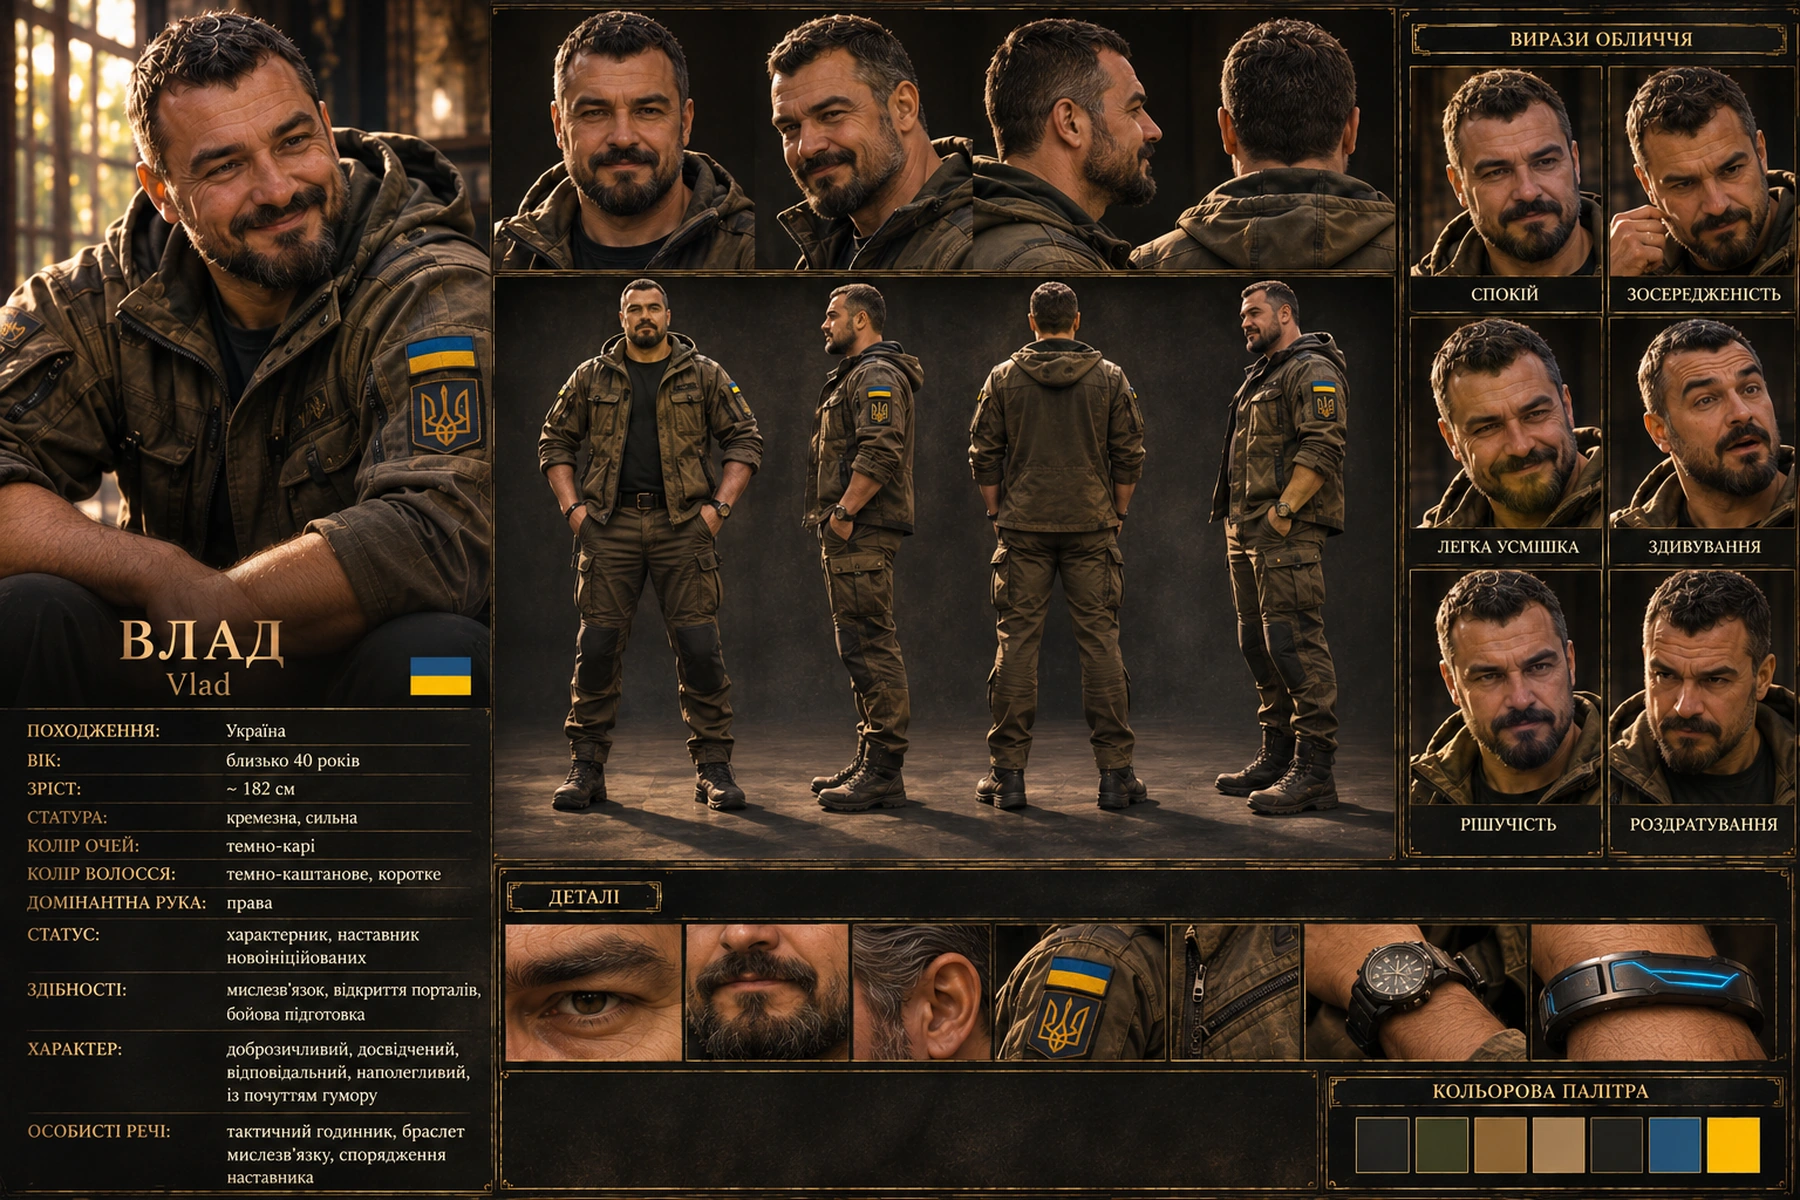 ВЛАД
Vlad
ПОХОДЖЕННЯ: Україна
ВІК: близько 40 років
ЗРІСТ: ~ 182 см
СТАТУРА: кремезна, сильна
КОЛІР ОЧЕЙ: темно-карі
КОЛІР ВОЛОССЯ: темно-каштанове, коротке
ДОМІНАНТНА РУКА: права
СТАТУС: характерник, наставник
новоініційованих
ЗДІБНОСТІ: мислезв'язок, відкриття порталів,
бойова підготовка
ХАРАКТЕР: доброзичливий, досвідчений,
відповідальний, наполегливий,
із почуттям гумору
ОСОБИСТІ РЕЧІ: тактичний годинник, браслет
мислезв'язку, спорядження
наставника
ВИРАЗИ ОБЛИЧЧЯ
СПОКІЙ
ЗОСЕРЕДЖЕНІСТЬ
ЛЕГКА УСМІШКА
ЗДИВУВАННЯ
РІШУЧІСТЬ
РОЗДРАТУВАННЯ
ДЕТАЛІ
КОЛЬОРОВА ПАЛІТРА